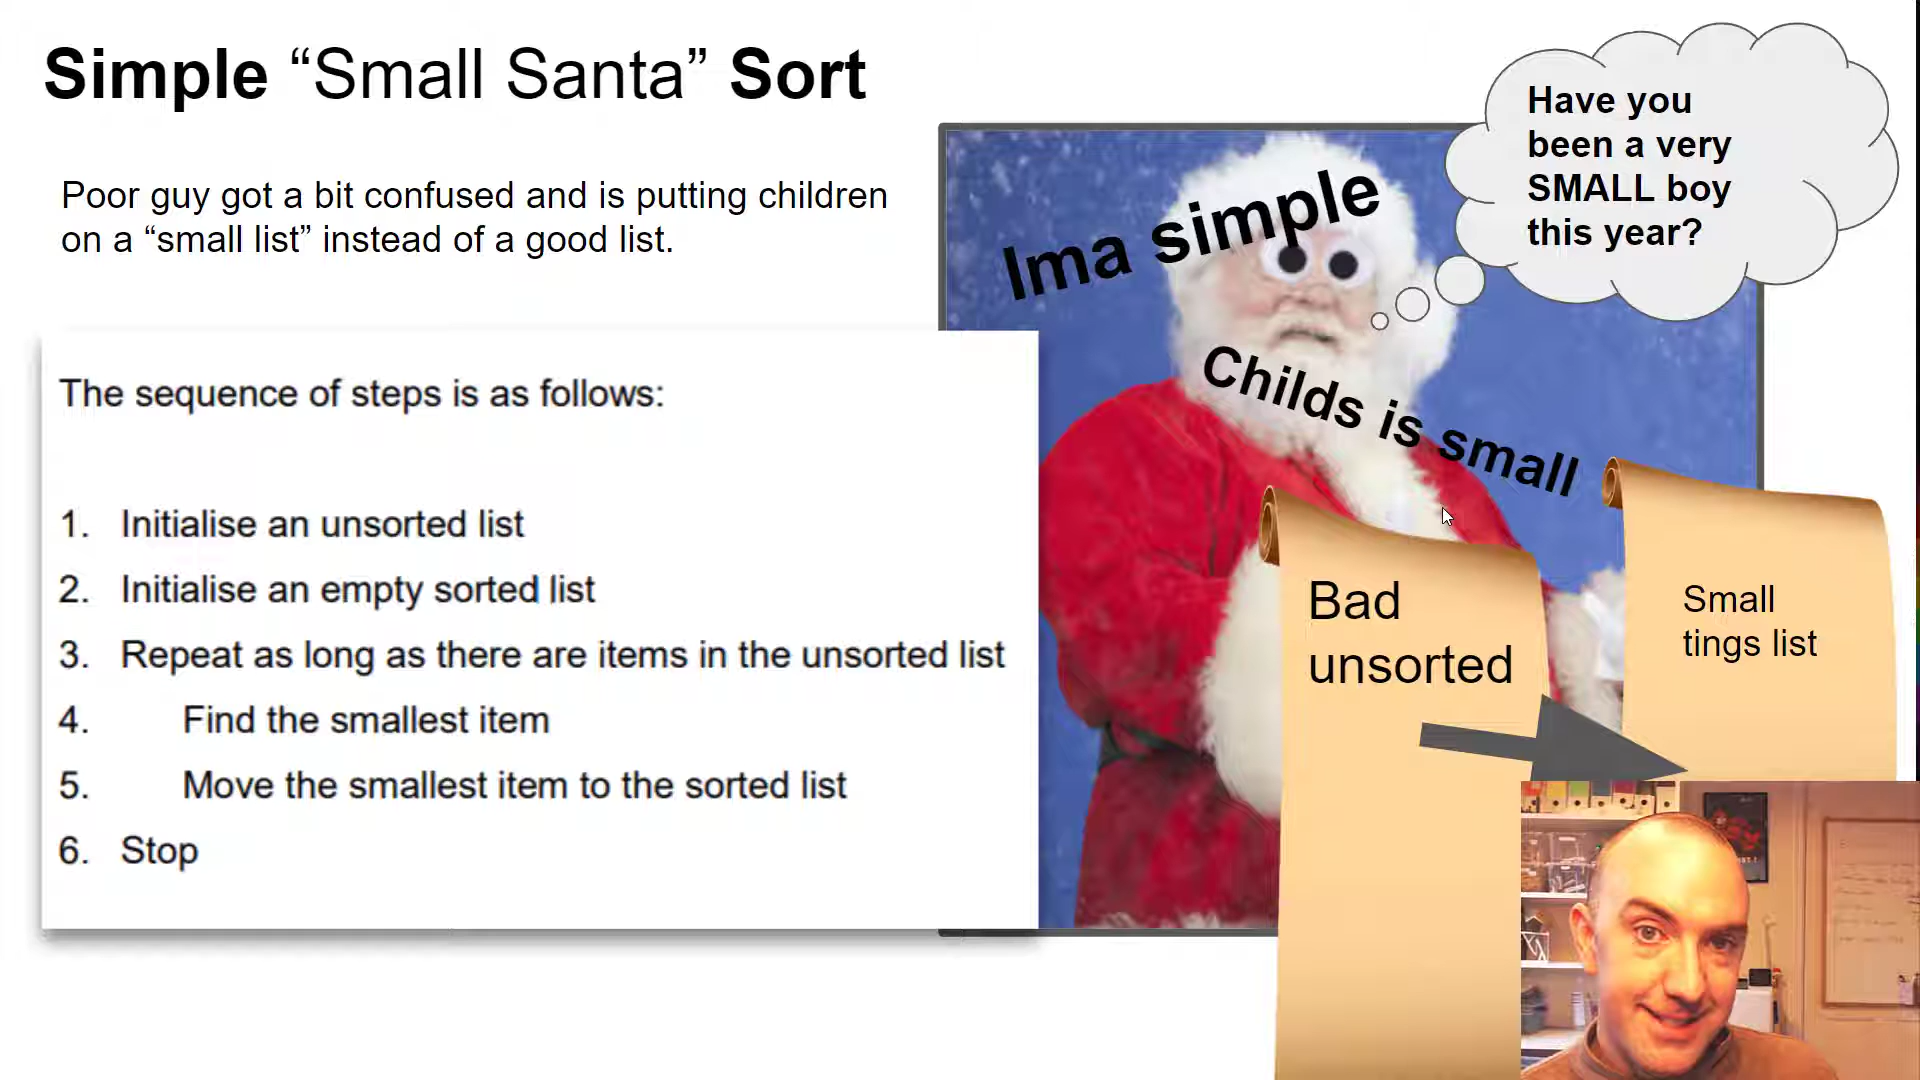 Simple “Small Santa” Sort
Poor guy got a bit confused and is putting children
on a “small list” instead of a good list.
The sequence of steps is as follows:
1. Initialise an unsorted list
2. Initialise an empty sorted list
3. Repeat as long as there are items in the unsorted list
4. Find the smallest item
5. Move the smallest item to the sorted list
6. Stop
Have you
been a very
SMALL boy
this year?
Ima simple
Childs is small
Bad
unsorted
Small
tings list